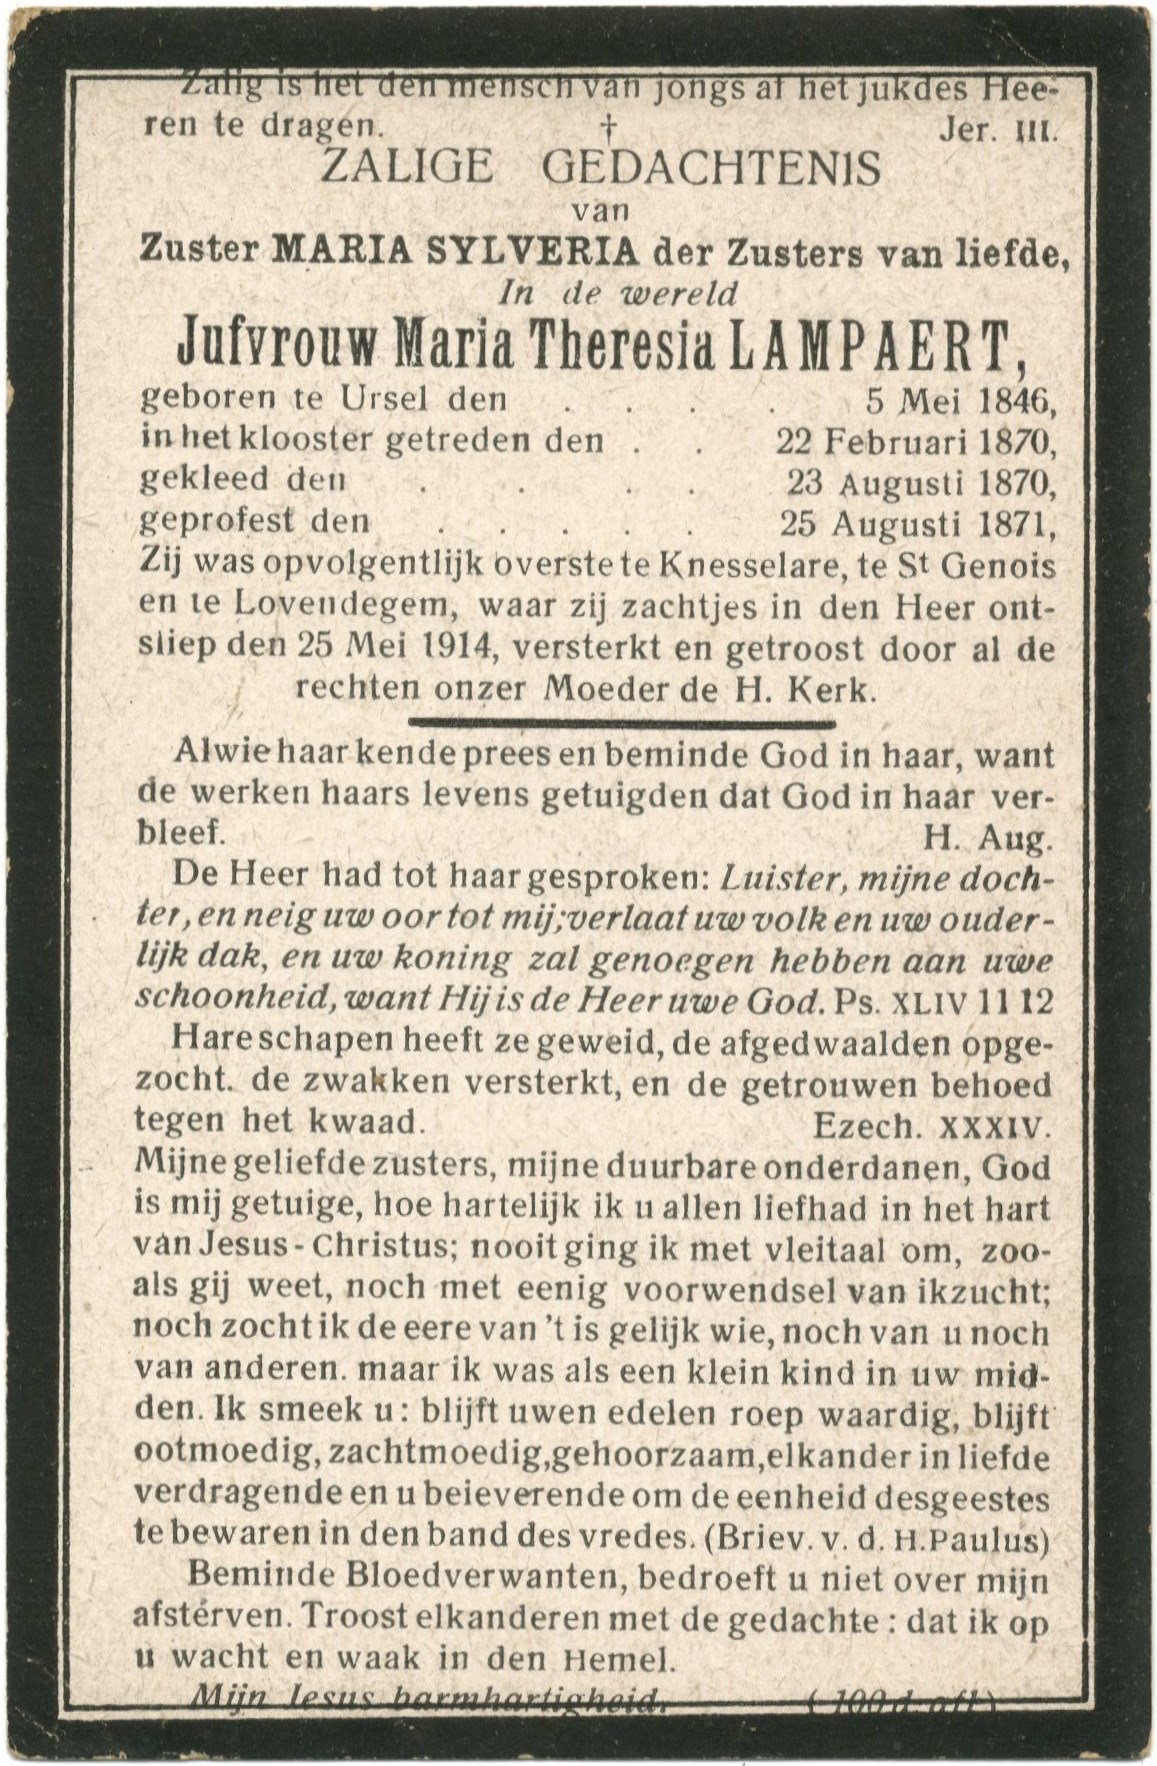 Zalig is het den mensch van jongs af het juk des Hee-
ren te dragen. † Jer. III.
ZALIGE GEDACHTENIS
van
Zuster MARIA SYLVERIA der Zusters van liefde,
In de wereld
Jufvrouw Maria Theresia LAMPAERT,
geboren te Ursel den . . . . 5 Mei 1846,
in het klooster getreden den . . 22 Februari 1870,
gekleed den . . . . 23 Augusti 1870,
geprofest den . . . . . 25 Augusti 1871,
Zij was opvolgentlijk overste te Knesselare, te St Genois
en te Lovendegem, waar zij zachtjes in den Heer ont-
sliep den 25 Mei 1914, versterkt en getroost door al de
rechten onzer Moeder de H. Kerk.
Al wie haar kende prees en beminde God in haar, want
de werken haars levens getuigden dat God in haar ver-
bleef. H. Aug.
De Heer had tot haar gesproken: Luister, mijne doch-
ter, en neig uw oor tot mij; verlaat uw volk en uw ouder-
lijk dak, en uw koning zal genoegen hebben aan uwe
schoonheid, want Hij is de Heer uwe God. Ps. XLIV 11 12
Hare schapen heeft ze geweid, de afgedwaalden opge-
zocht. de zwakken versterkt, en de getrouwen behoed
tegen het kwaad. Ezech. XXXIV.
Mijne geliefde zusters, mijne duurbare onderdanen, God
is mij getuige, hoe hartelijk ik u allen liefhad in het hart
van Jesus-Christus; nooit ging ik met vleitaal om, zoo-
als gij weet, noch met eenig voorwendsel van ikzucht;
noch zocht ik de eere van 't is gelijk wie, noch van u noch
van anderen. maar ik was als een klein kind in uw mid-
den. Ik smeek u: blijft uwen edelen roep waardig, blijft
ootmoedig, zachtmoedig, gehoorzaam, elkander in liefde
verdragende en u beieverende om de eenheid des geestes
te bewaren in den band des vredes. (Briev. v. d. H. Paulus)
Beminde Bloedverwanten, bedroeft u niet over mijn
afstérven. Troost elkanderen met de gedachte: dat ik op
u wacht en waak in den Hemel.
Mijn Jesus barmhartigheid. (100 d. afl)